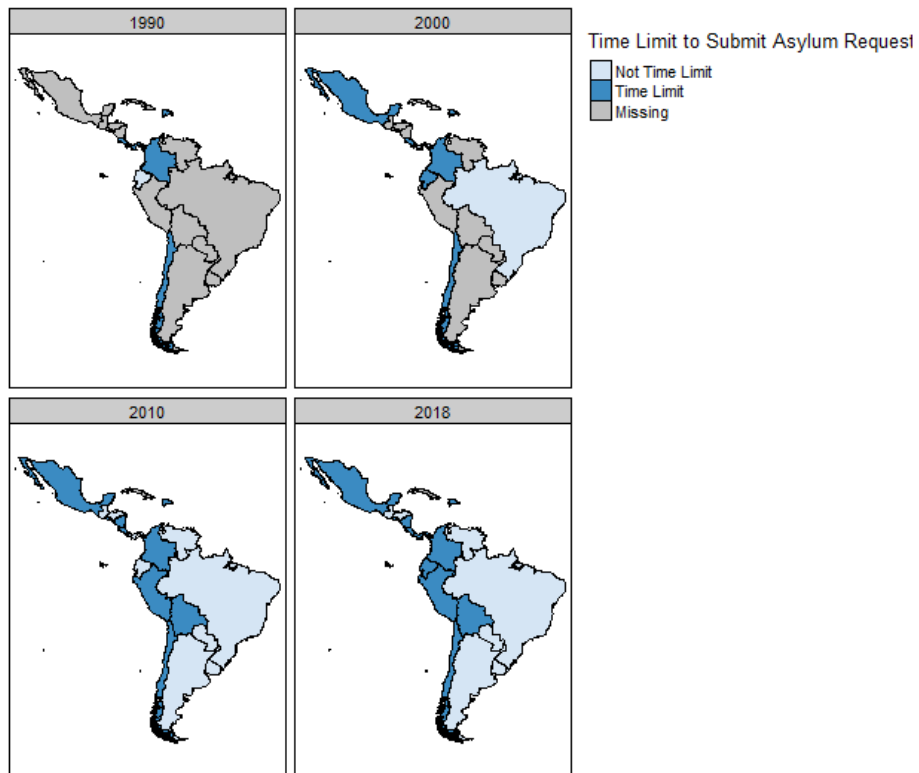 1990
2000
Time Limit to Submit Asylum Request
Not Time Limit
Time Limit
Missing
2010
2018